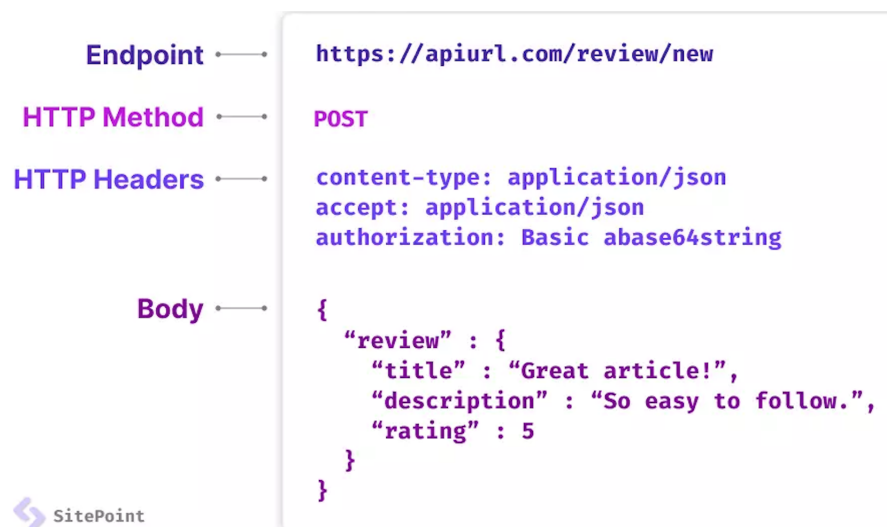 Endpoint https://apiurl.com/review/new
HTTP Method POST
HTTP Headers content-type: application/json
accept: application/json
authorization: Basic abase64string
Body {
“review” : {
“title” : “Great article!”,
“description” : “So easy to follow.”,
“rating” : 5
}
}
SitePoint